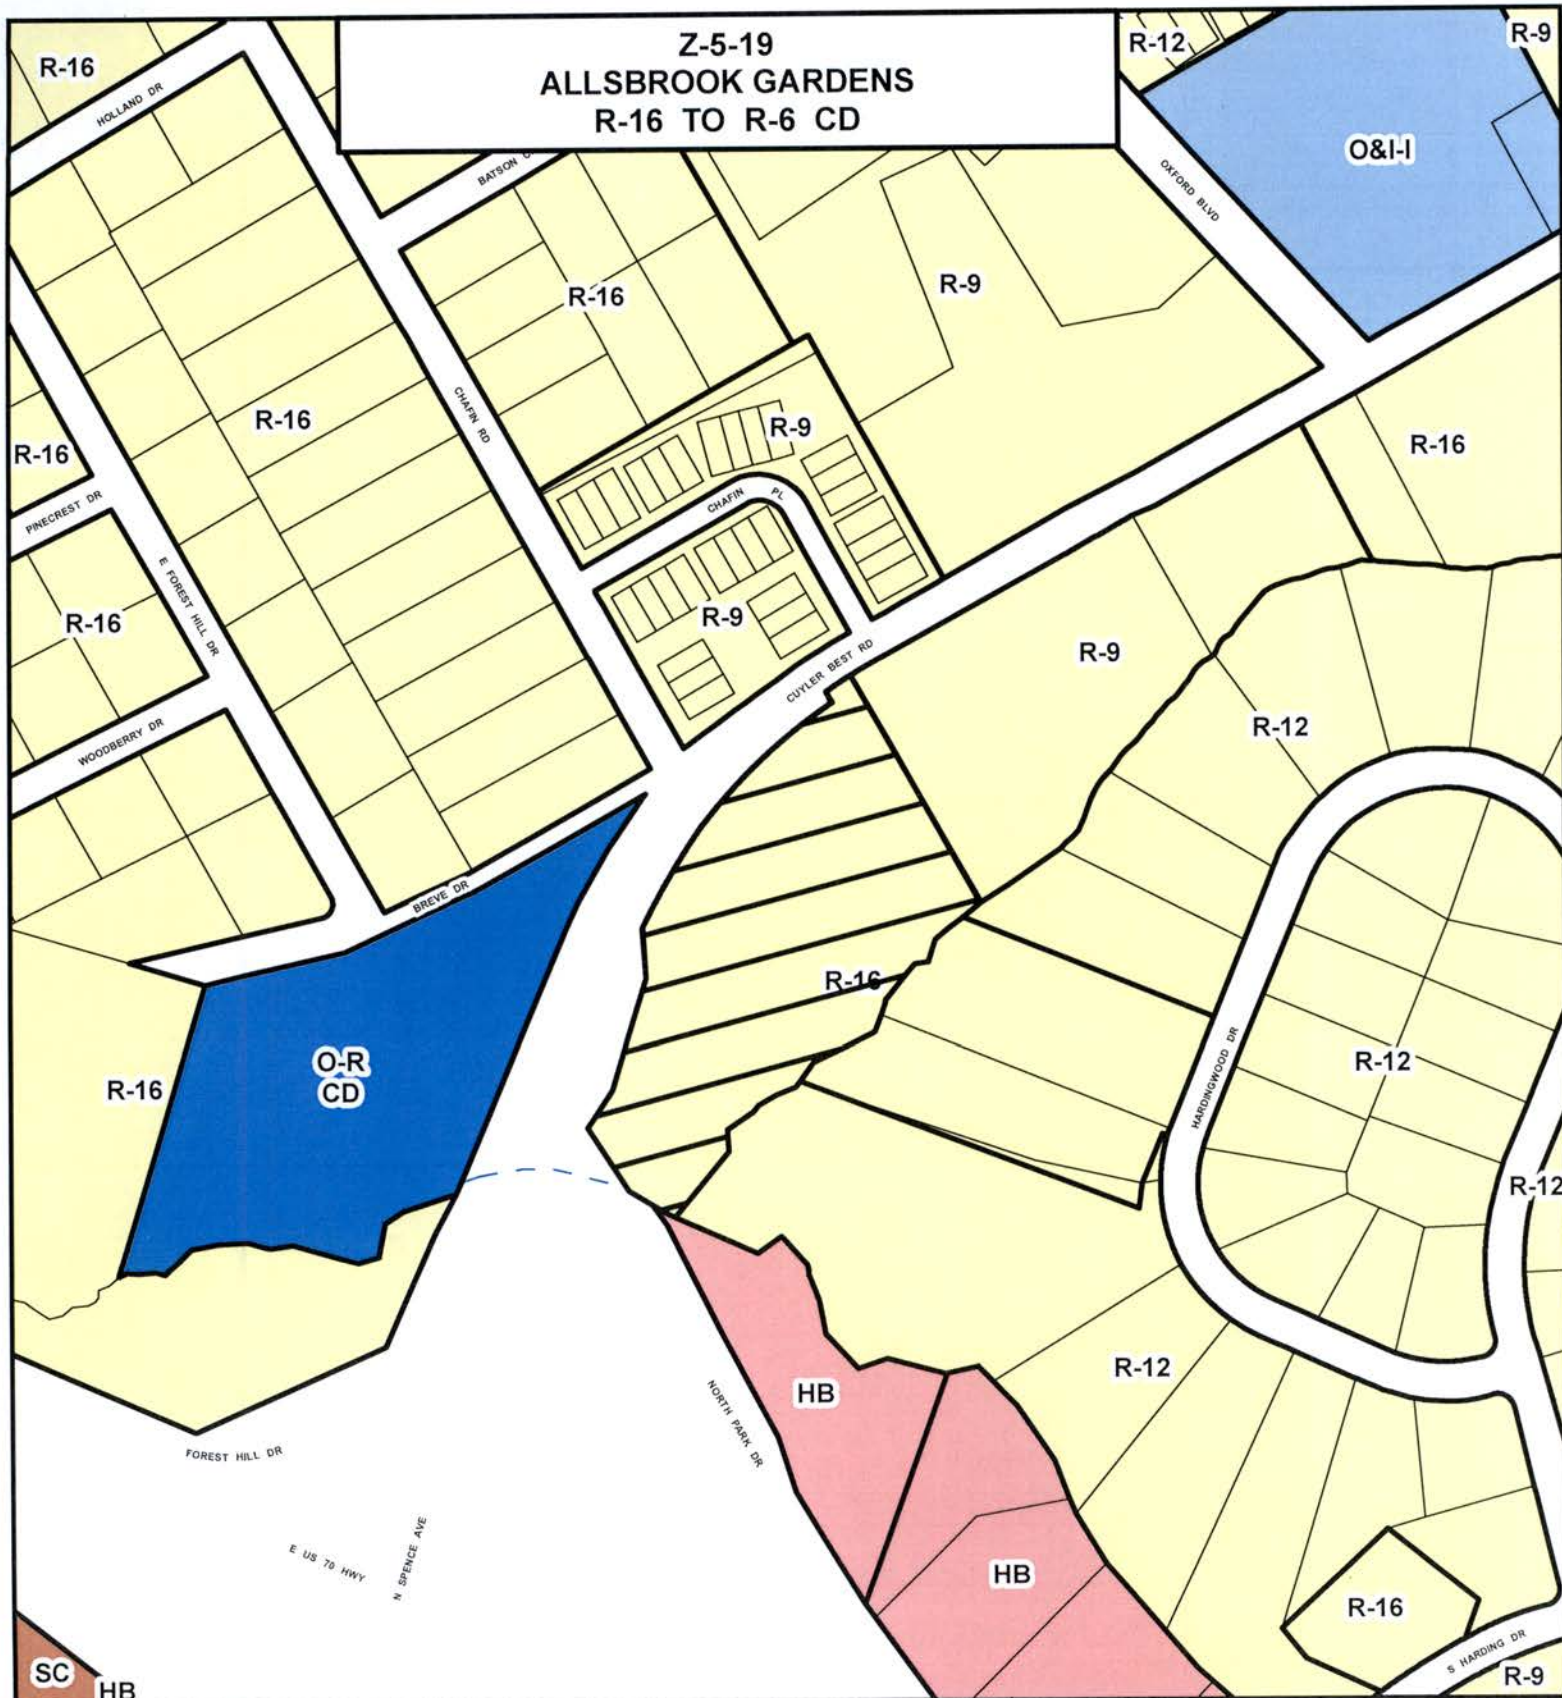 Z-5-19
ALLSBROOK GARDENS
R-16 TO R-6 CD
R-16
R-12
R-9
HOLLAND DR
O&I-I
BATSON
OXFORD BLVD
R-16
R-9
CHAFIN RD
R-16
R-9
R-16
R-16
PINECREST DR
CHAFIN PL
E FOREST HILL DR
R-16
R-9
CUYLER BEST RD
R-9
WOODBERRY DR
R-12
BREVE DR
R-16
O-R
CD
R-16
HARDINGWOOD DR
R-12
R-12
R-12
HB
NORTH PARK DR
FOREST HILL DR
E US 70 HWY
N SPENCE AVE
HB
R-16
S HARDING DR
R-9
SC
HB